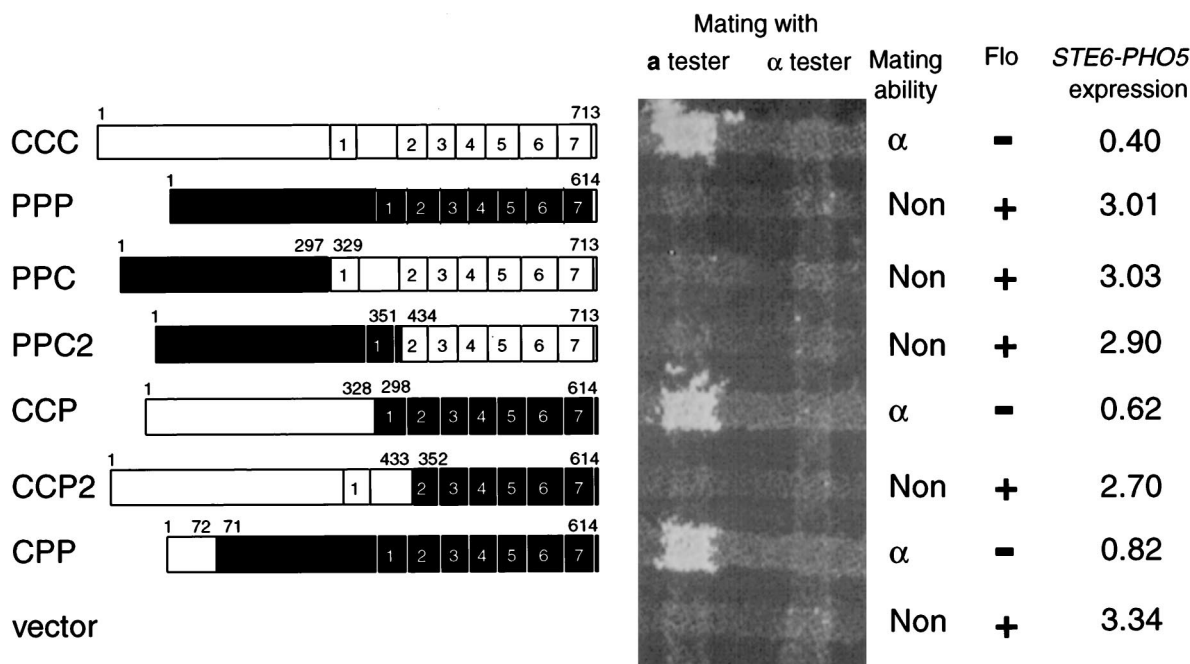 Mating with
a tester α tester Mating ability Flo STE6-PHO5 expression
1 713
CCC 1 2 3 4 5 6 7 α - 0.40
1 614
PPP 1 2 3 4 5 6 7 Non + 3.01
1 297 329 713
PPC 1 2 3 4 5 6 7 Non + 3.03
1 351 434 713
PPC2 1 2 3 4 5 6 7 Non + 2.90
1 328 298 614
CCP 1 2 3 4 5 6 7 α - 0.62
1 433 352 614
CCP2 1 2 3 4 5 6 7 Non + 2.70
1 72 71 614
CPP 1 2 3 4 5 6 7 α - 0.82
vector Non + 3.34